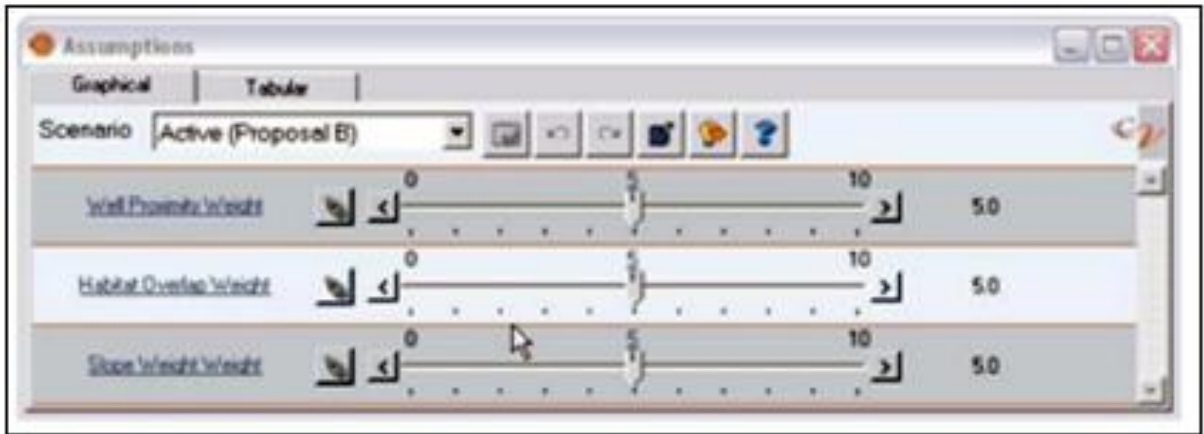 Assumptions
Graphical Tabular
Scenario Active (Proposal B)
0 5 10
Well Proximity Weight 5.0
0 5 10
Habitat Overlap Weight 5.0
0 5 10
Slope Weight Weight 5.0